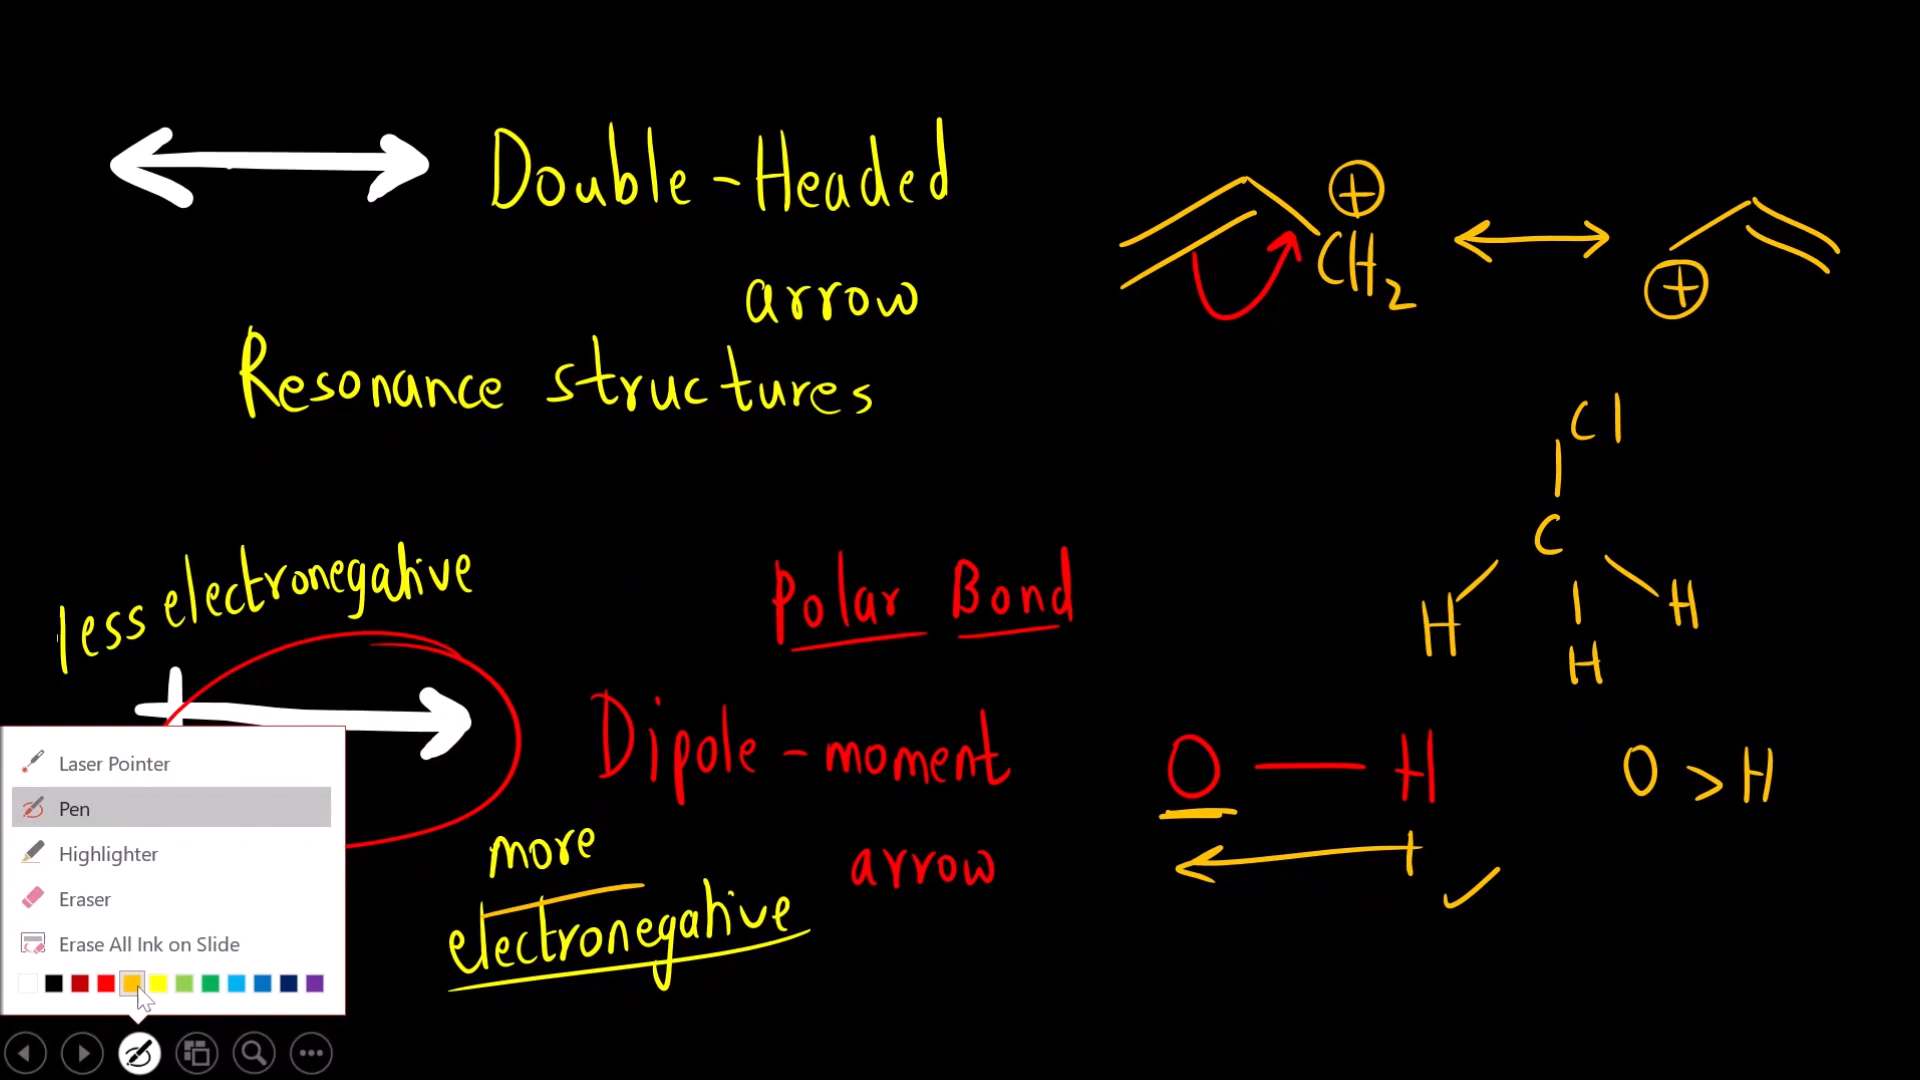 Double-Headed
arrow
Resonance structures
⊕
CH2
⊕
Cl
C
H
H
H
less electronegative
Polar Bond
Dipole-moment
arrow
O — H
O > H
more
electronegative
Laser Pointer
Pen
Highlighter
Eraser
Erase All Ink on Slide